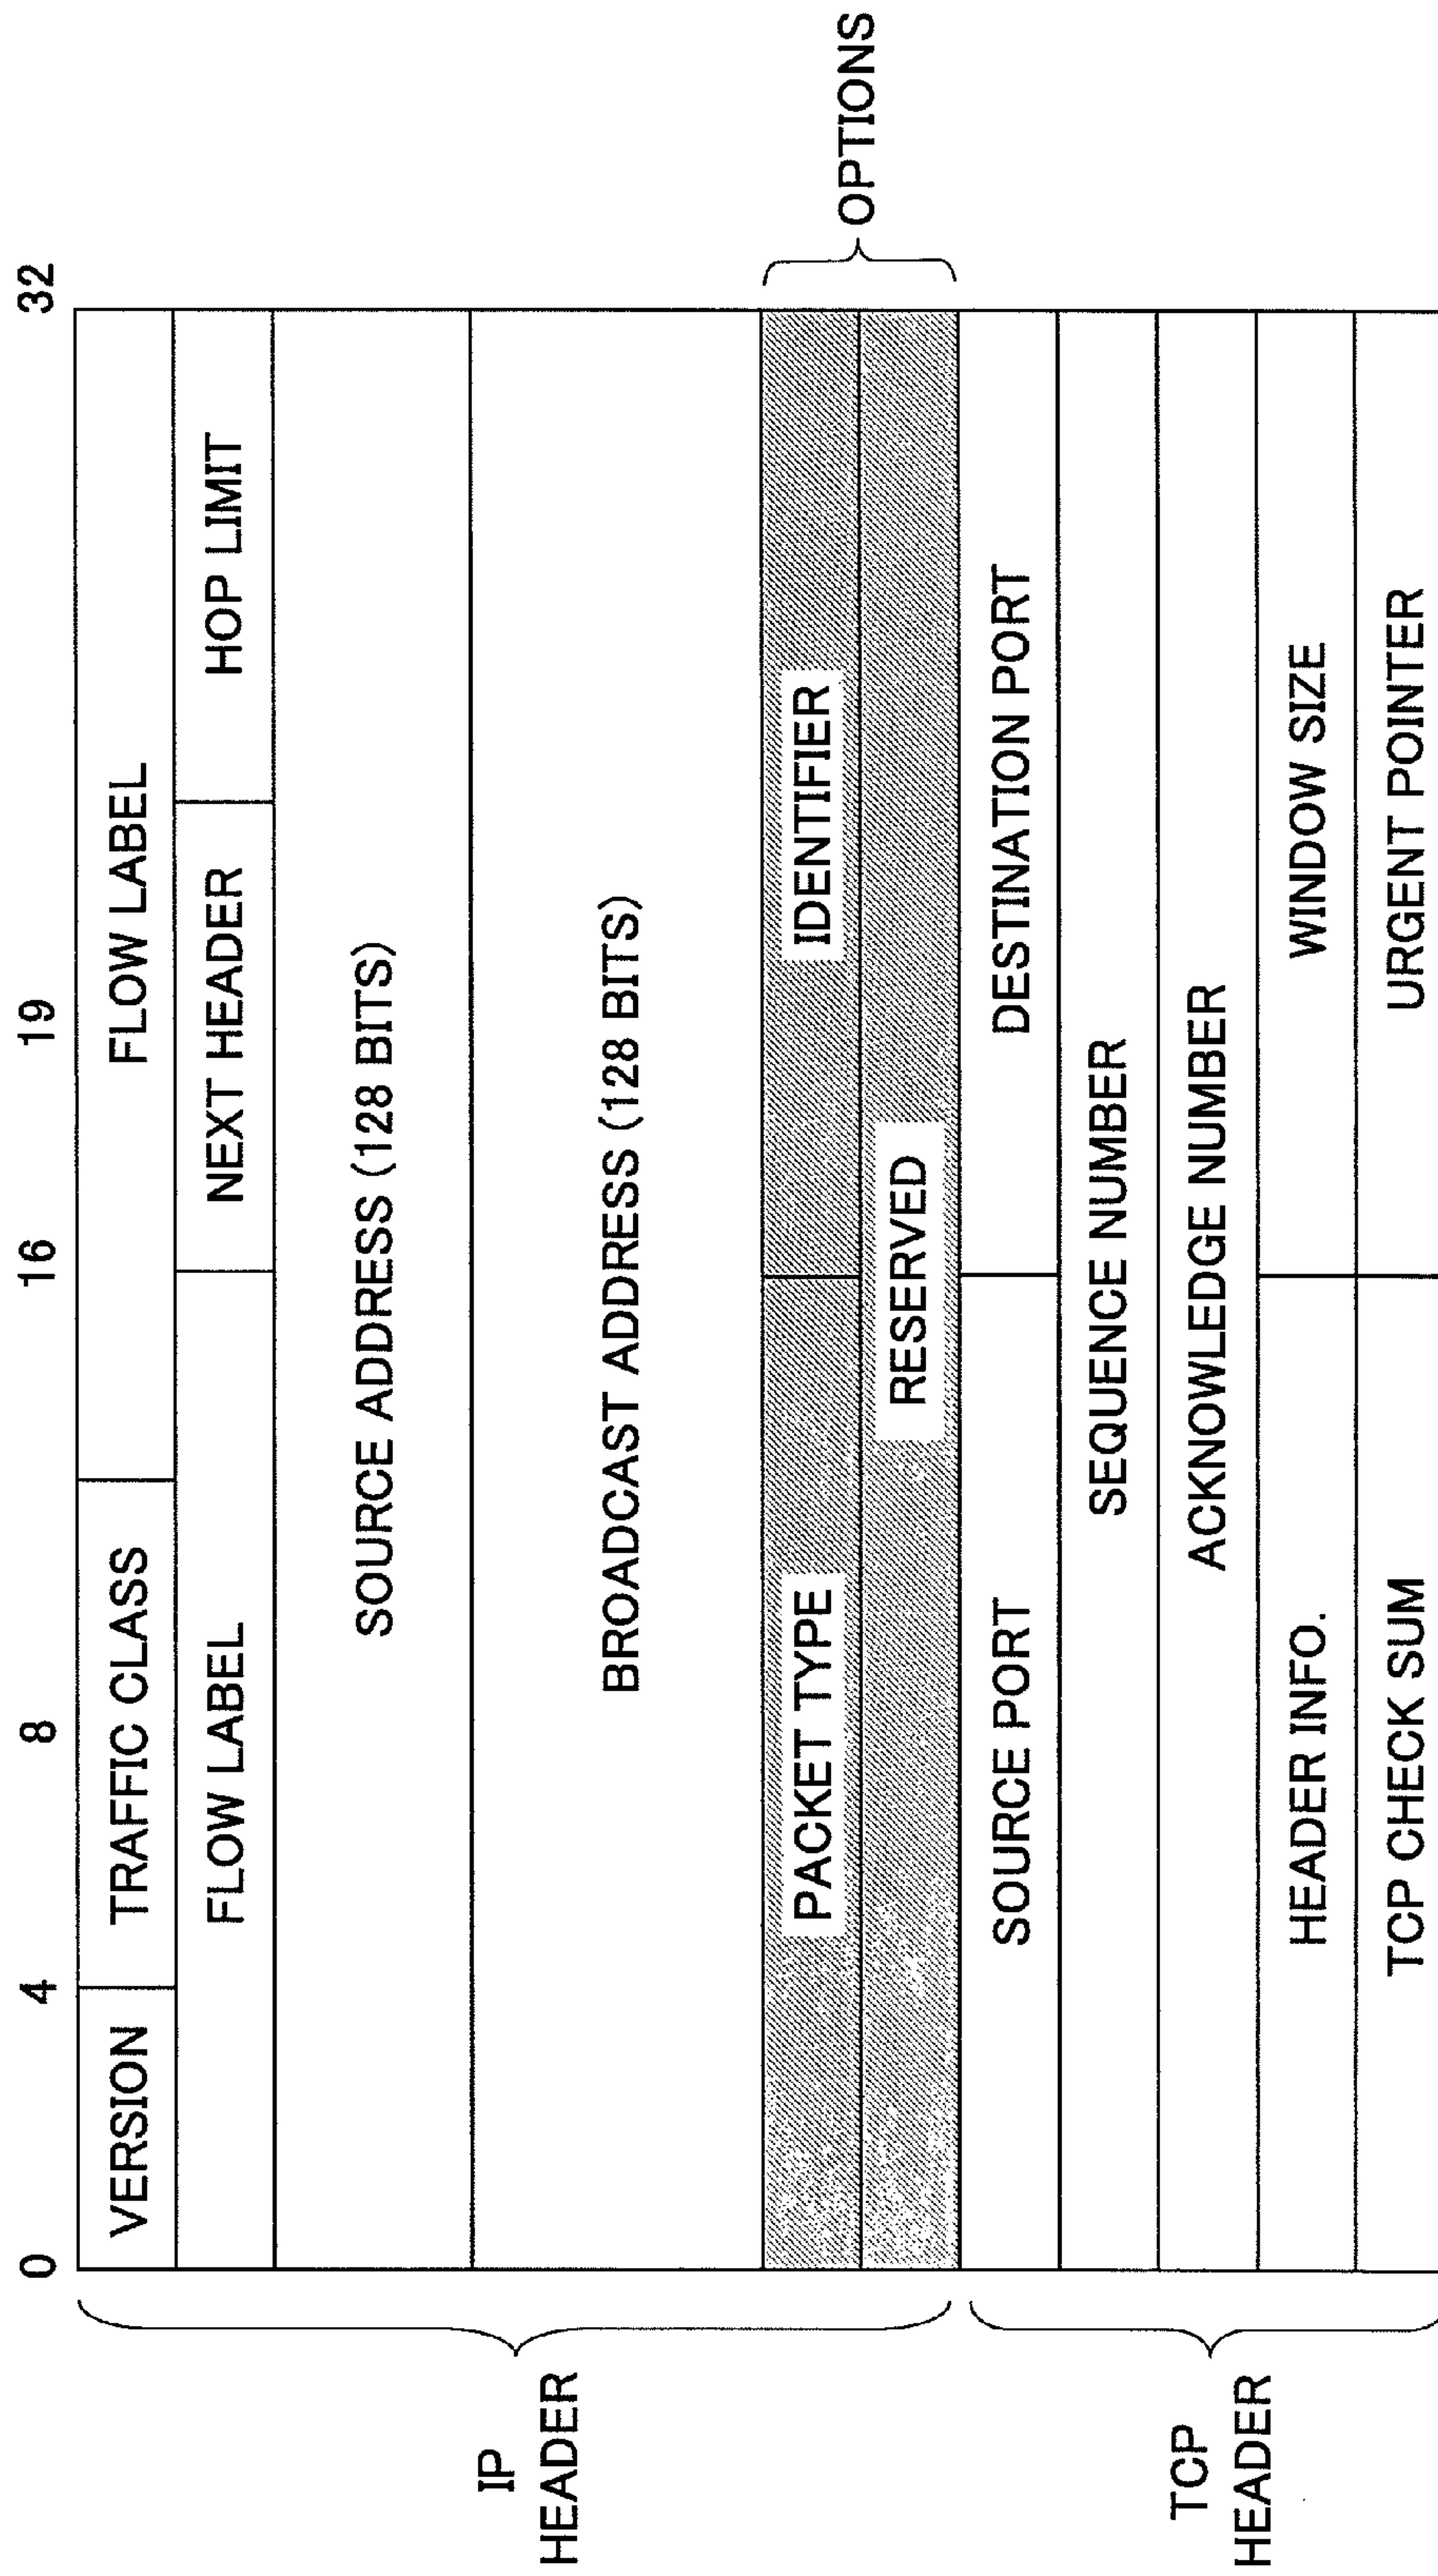 0 4 8 16 19 32
VERSION TRAFFIC CLASS FLOW LABEL
FLOW LABEL NEXT HEADER HOP LIMIT
SOURCE ADDRESS (128 BITS)
BROADCAST ADDRESS (128 BITS)
IP
HEADER
PACKET TYPE IDENTIFIER
RESERVED
OPTIONS
SOURCE PORT DESTINATION PORT
SEQUENCE NUMBER
ACKNOWLEDGE NUMBER
HEADER INFO. WINDOW SIZE
TCP CHECK SUM URGENT POINTER
TCP
HEADER